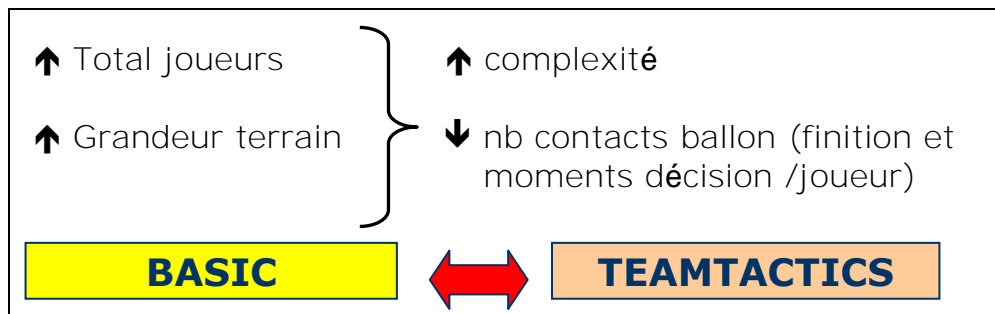 ↑ Total joueurs
↑ Grandeur terrain
↑ complexité
↓ nb contacts ballon (finition et
moments décision /joueur)
BASIC
TEAMTACTICS